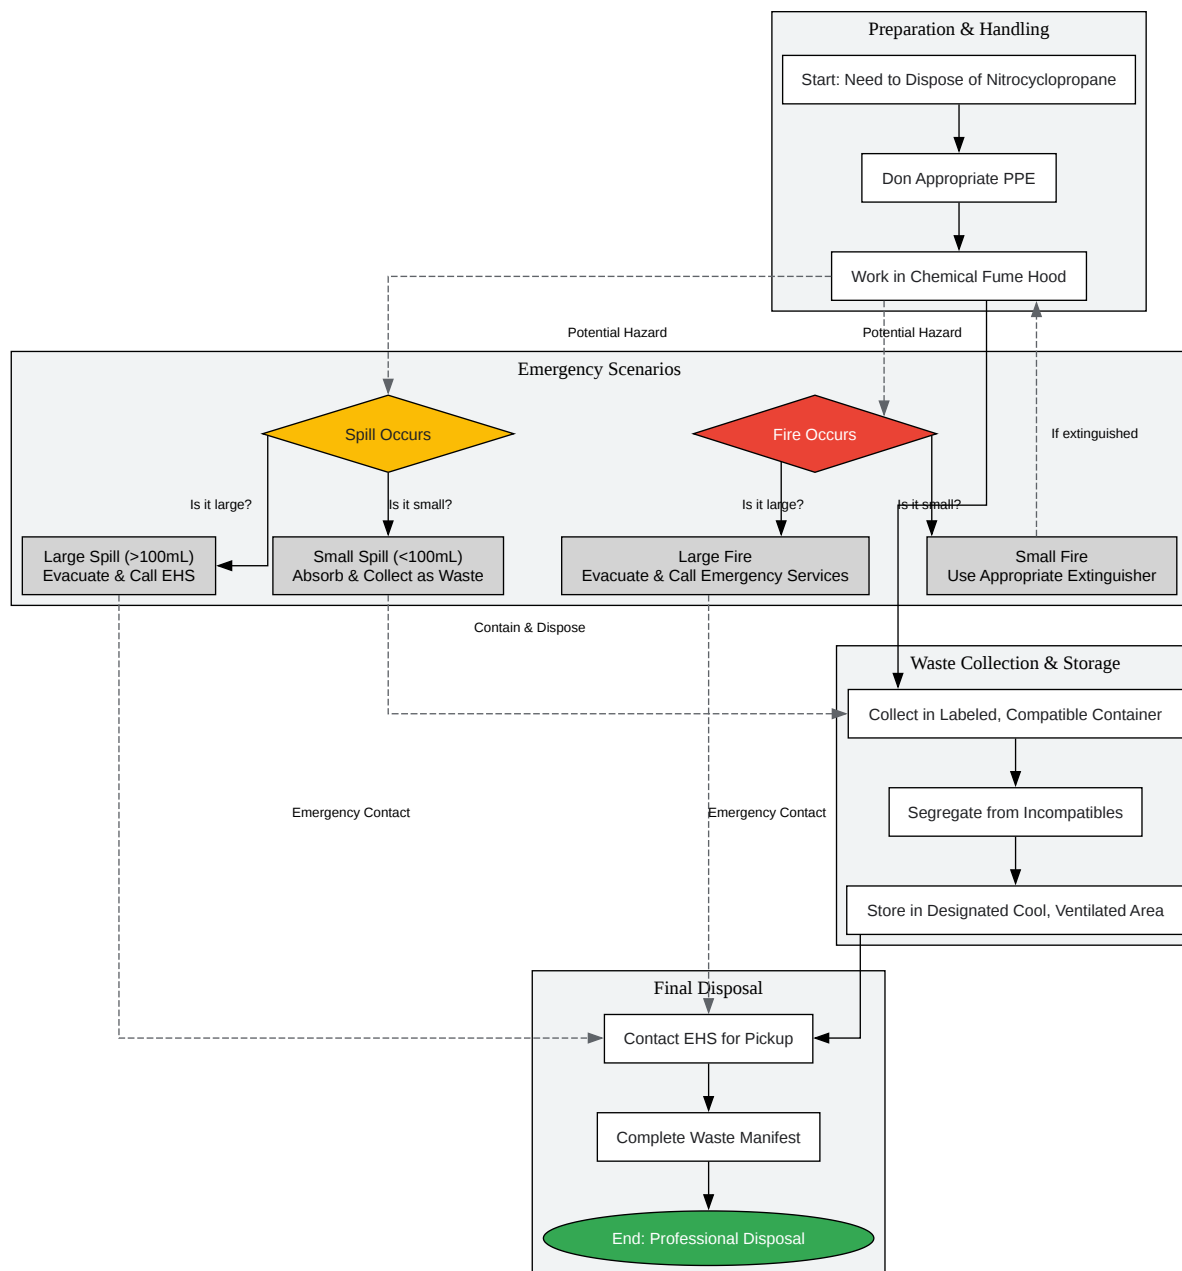 Preparation & Handling
Start: Need to Dispose of Nitrocyclopropane
Don Appropriate PPE
Work in Chemical Fume Hood
Potential Hazard
Potential Hazard
Emergency Scenarios
Spill Occurs
Fire Occurs
If extinguished
Is it large?
Is it small?
Is it large?
Is it small?
Large Spill (>100mL)
Evacuate & Call EHS
Small Spill (<100mL)
Absorb & Collect as Waste
Large Fire
Evacuate & Call Emergency Services
Small Fire
Use Appropriate Extinguisher
Contain & Dispose
Waste Collection & Storage
Collect in Labeled, Compatible Container
Emergency Contact
Emergency Contact
Segregate from Incompatibles
Store in Designated Cool, Ventilated Area
Final Disposal
Contact EHS for Pickup
Complete Waste Manifest
End: Professional Disposal